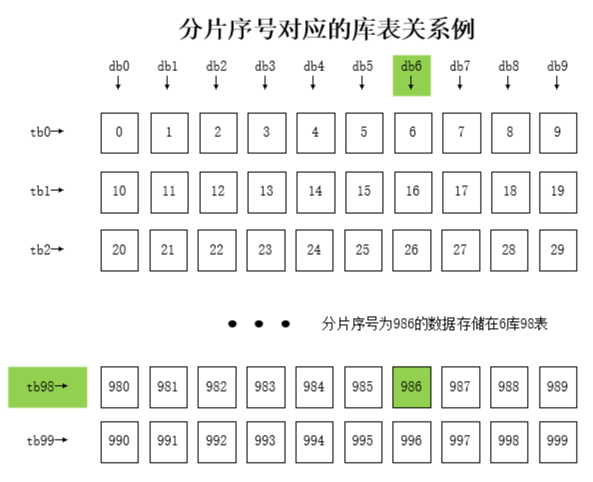 分片序号对应的库表关系例
db0 db1 db2 db3 db4 db5 db6 db7 db8 db9
tb0 0 1 2 3 4 5 6 7 8 9
tb1 10 11 12 13 14 15 16 17 18 19
tb2 20 21 22 23 24 25 26 27 28 29
分片序号为986的数据存储在6库98表
tb98 980 981 982 983 984 985 986 987 988 989
tb99 990 991 992 993 994 995 996 997 998 999